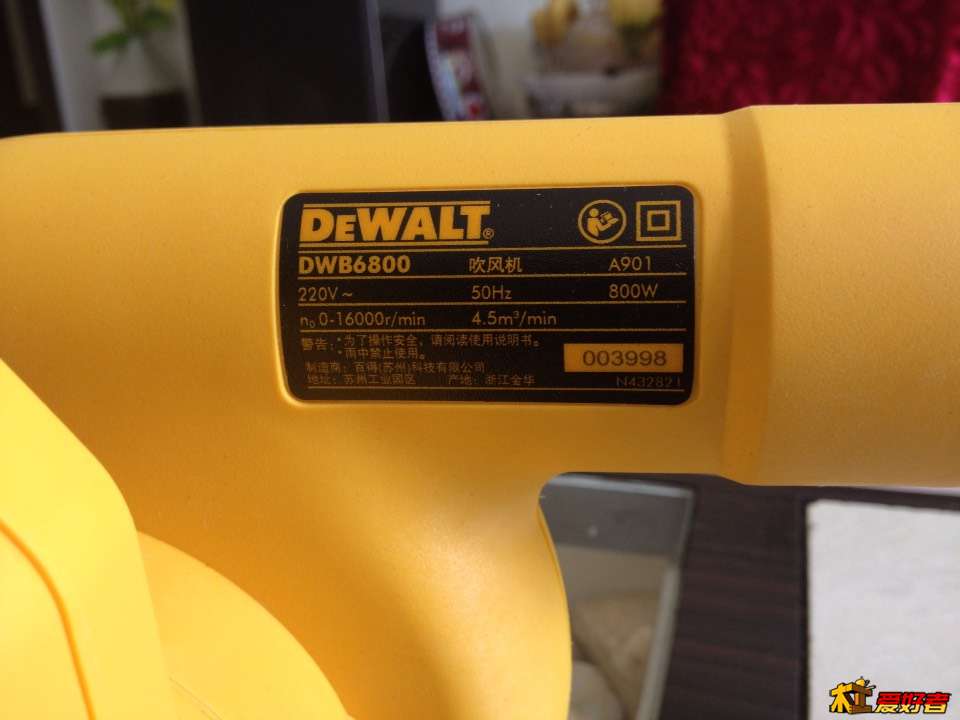 DEWALT®
DWB6800 吹风机 A901
220V～ 50Hz 800W
n₀ 0-16000r/min 4.5m³/min
警告：•为了操作安全，请阅读使用说明书。
•雨中禁止使用。
003998
制造商：百得(苏州)科技有限公司
地址：苏州工业园区 产地：浙江金华 N432821
木工爱好者